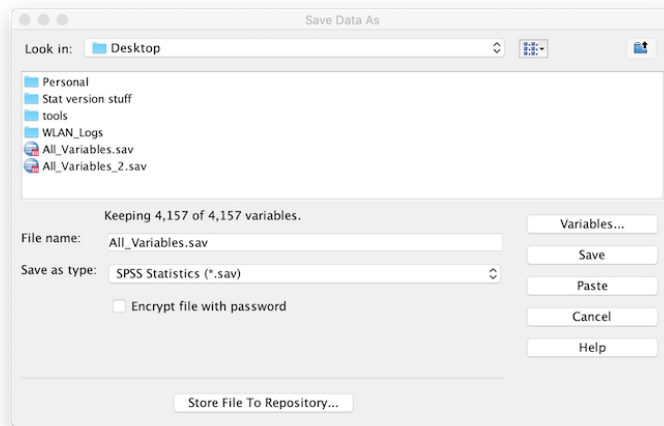 Save Data As
Look in: Desktop
Personal
Stat version stuff
tools
WLAN_Logs
All_Variables.sav
All_Variables_2.sav
Keeping 4,157 of 4,157 variables.
Variables...
File name: All_Variables.sav
Save
Save as type: SPSS Statistics (*.sav)
Paste
Encrypt file with password
Cancel
Help
Store File To Repository...